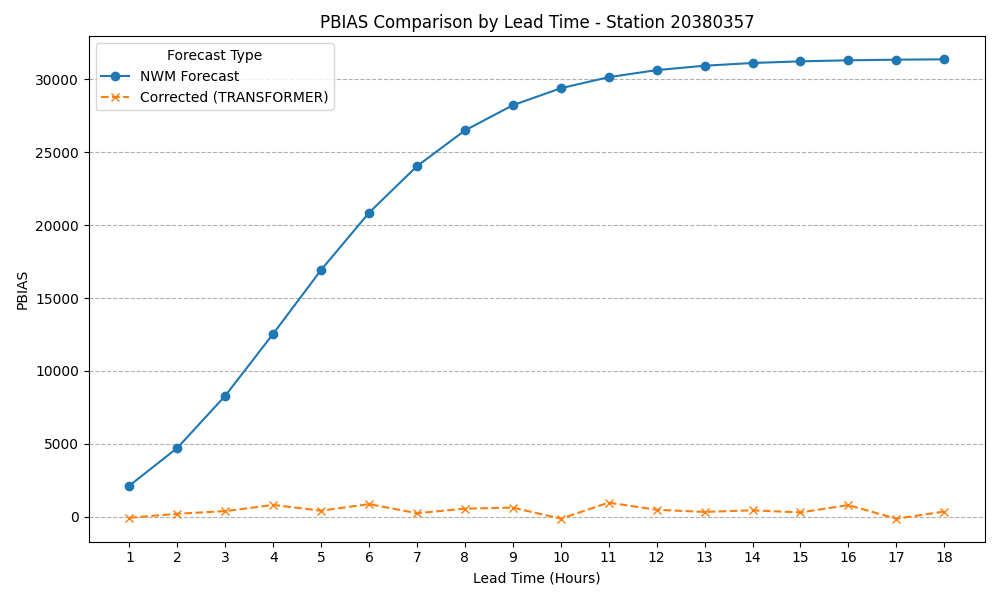 PBIAS Comparison by Lead Time - Station 20380357
Forecast Type
NWM Forecast
Corrected (TRANSFORMER)
PBIAS
30000
25000
20000
15000
10000
5000
0
1 2 3 4 5 6 7 8 9 10 11 12 13 14 15 16 17 18
Lead Time (Hours)